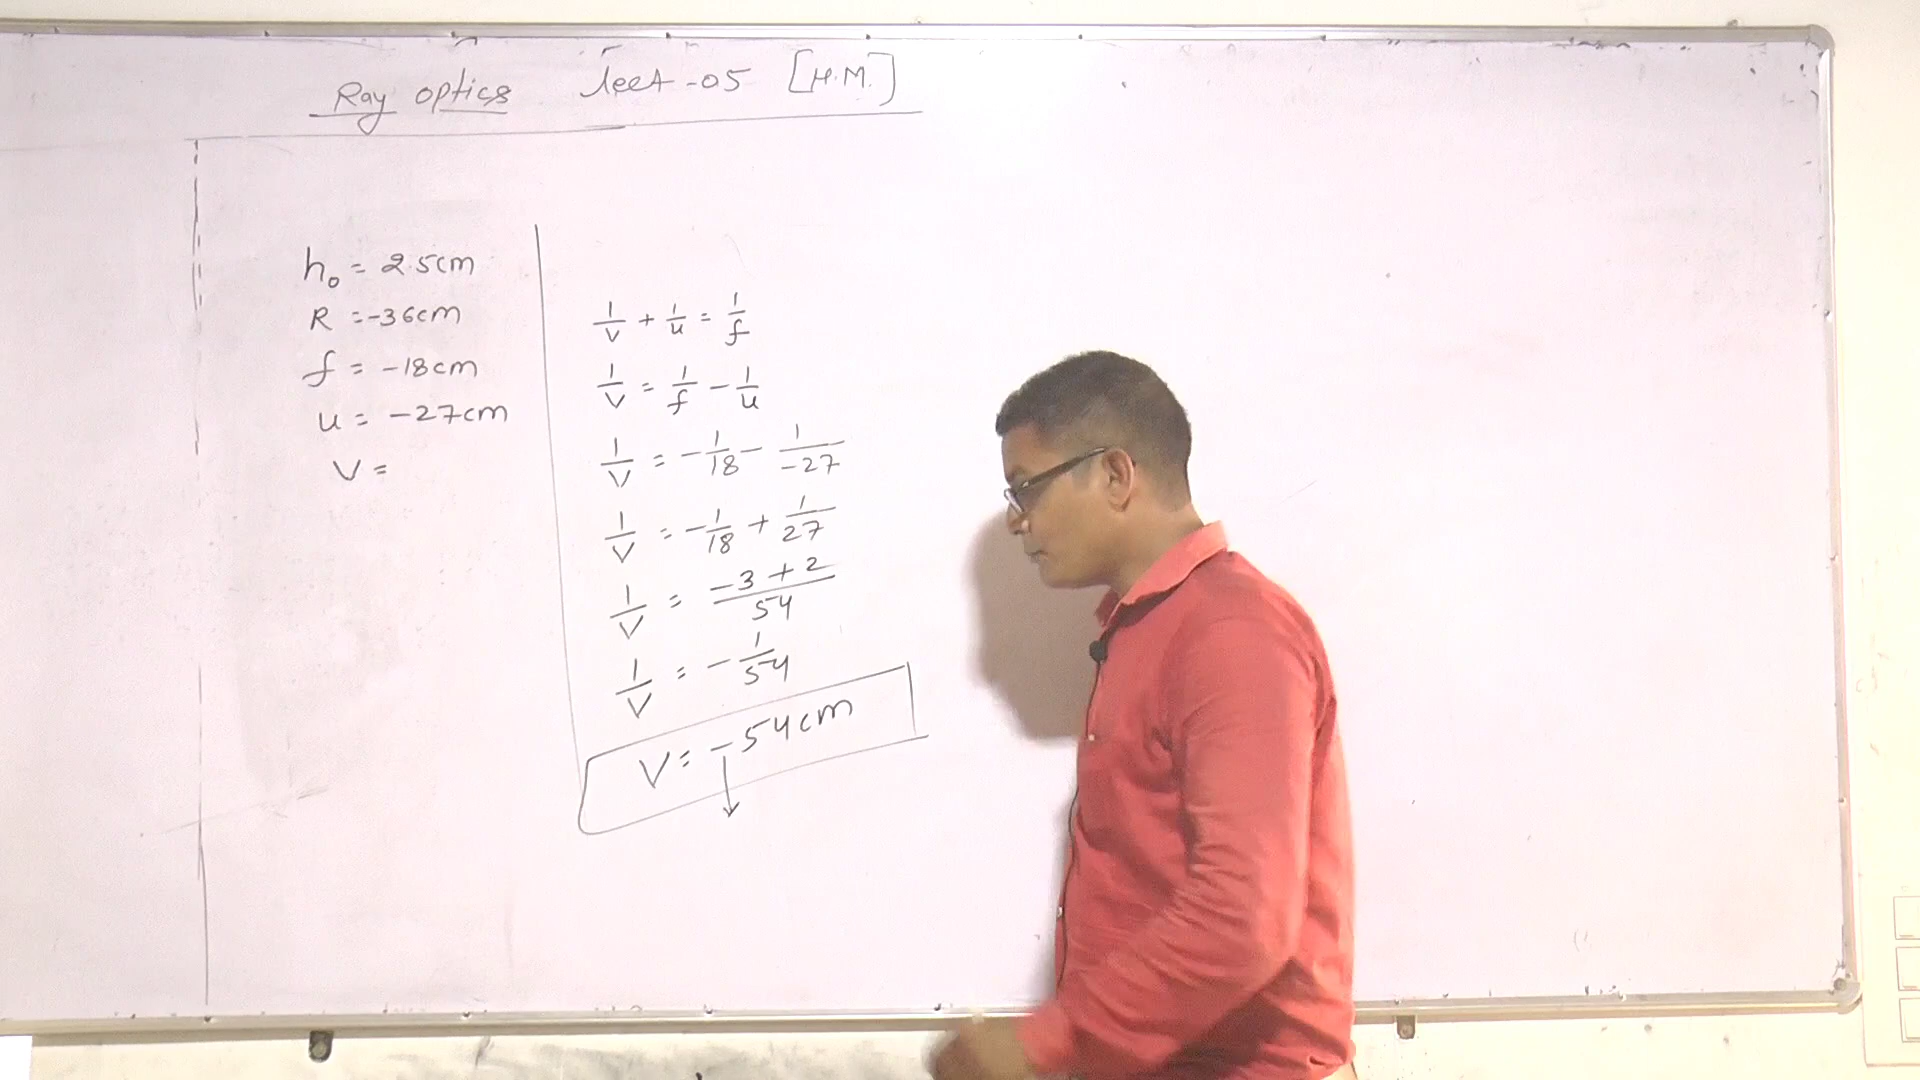 Ray optics Lect-05 [H.M.]
h₀ = 2.5cm
R = -36cm
f = -18cm
u = -27cm
V =
1/V + 1/u = 1/f
1/V = 1/f - 1/u
1/V = -1/18 - 1/-27
1/V = -1/18 + 1/27
1/V = (-3 + 2)/54
1/V = -1/54
V = -54cm